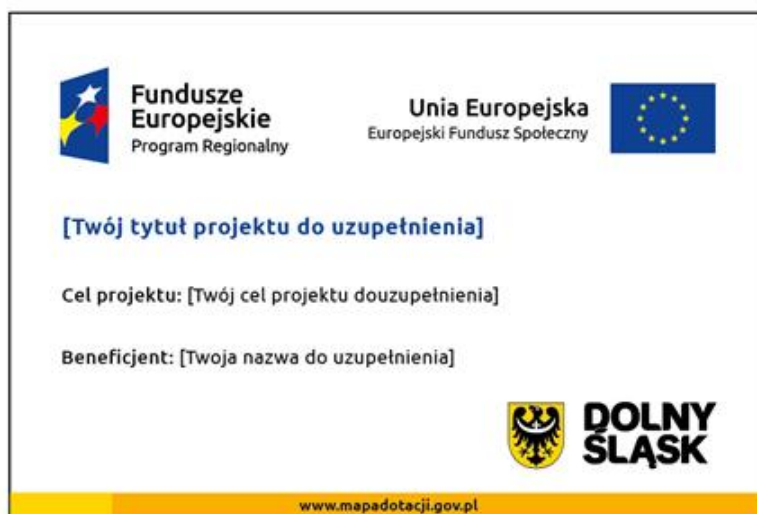 Fundusze
Europejskie
Program Regionalny
Unia Europejska
Europejski Fundusz Społeczny
[Twój tytuł projektu do uzupełnienia]
Cel projektu: [Twój cel projektu douzupełnienia]
Beneficjent: [Twoja nazwa do uzupełnienia]
DOLNY
ŚLĄSK
www.mapadotacji.gov.pl